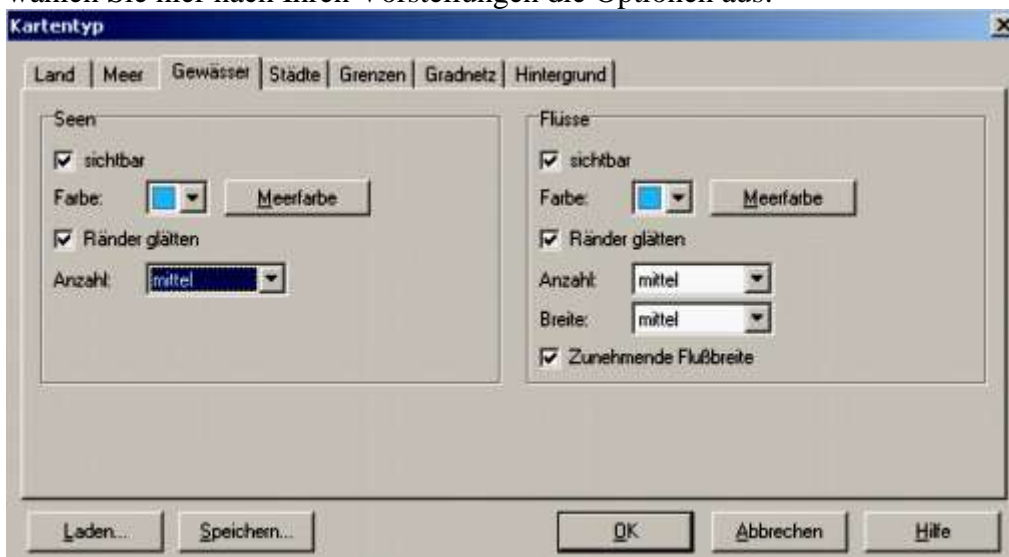 wählen Sie hier nach Ihren Vorstellungen die Optionen aus.
Kartentyp
Land Meer Gewässer Städte Grenzen Gradnetz Hintergrund
Seen
sichtbar
Farbe: Meerfarbe
Ränder glätten
Anzahl: mittel
Flüsse
sichtbar
Farbe: Meerfarbe
Ränder glätten
Anzahl: mittel
Breite: mittel
Zunehmende Flußbreite
Laden... Speichern... OK Abbrechen Hilfe